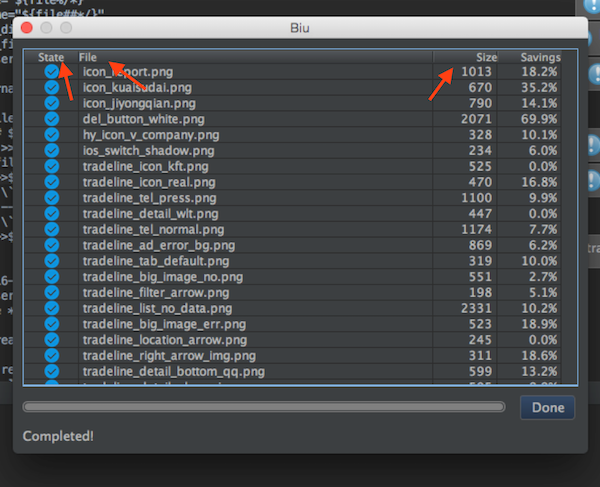 Biu
State File Size Savings
icon_report.png 1013 18.2%
icon_kuaisudai.png 670 35.2%
icon_jiyongqian.png 790 14.1%
del_button_white.png 2071 69.9%
hy_icon_v_company.png 328 10.1%
ios_switch_shadow.png 234 6.0%
tradeline_icon_kft.png 525 0.0%
tradeline_icon_real.png 470 16.8%
tradeline_tel_press.png 1100 9.9%
tradeline_detail_wlt.png 447 0.0%
tradeline_tel_normal.png 1174 7.7%
tradeline_ad_error_bg.png 869 6.2%
tradeline_tab_default.png 319 10.0%
tradeline_big_image_no.png 551 2.7%
tradeline_filter_arrow.png 198 5.1%
tradeline_list_no_data.png 2331 10.2%
tradeline_big_image_err.png 523 18.9%
tradeline_location_arrow.png 245 0.0%
tradeline_right_arrow_img.png 311 18.6%
tradeline_detail_bottom_qq.png 599 13.2%
Done
Completed!